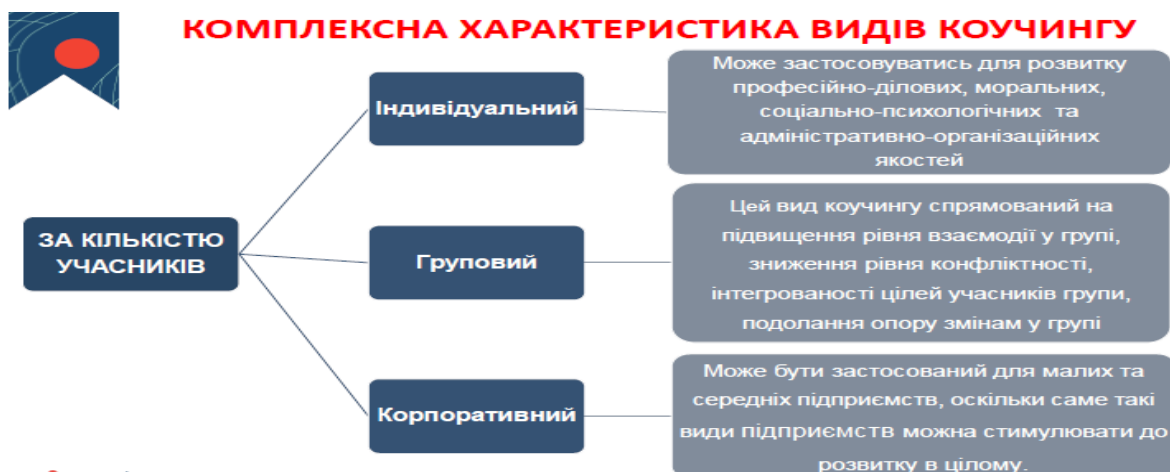 КОМПЛЕКСНА ХАРАКТЕРИСТИКА ВИДІВ КОУЧИНГУ
ЗА КІЛЬКІСТЮ
УЧАСНИКІВ
Індивідуальний
Може застосовуватись для розвитку
професійно-ділових, моральних,
соціально-психологічних та
адміністративно-організаційних
якостей
Груповий
Цей вид коучингу спрямований на
підвищення рівня взаємодії у групі,
зниження рівня конфліктності,
інтегрованості цілей учасників групи,
подолання опору змінам у групі
Корпоративний
Може бути застосований для малих та
середніх підприємств, оскільки саме такі
види підприємств можна стимулювати до
розвитку в цілому.